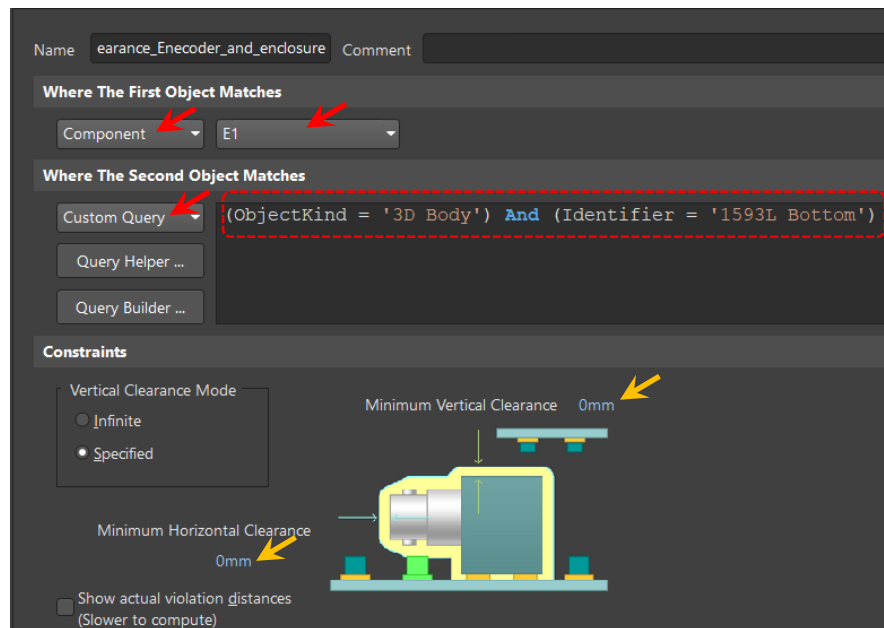 Name earance_Enecoder_and_enclosure Comment
Where The First Object Matches
Component E1
Where The Second Object Matches
Custom Query (ObjectKind = '3D Body') And (Identifier = '1593L Bottom')
Query Helper ...
Query Builder ...
Constraints
Vertical Clearance Mode
Infinite
Specified
Minimum Vertical Clearance 0mm
Minimum Horizontal Clearance
0mm
Show actual violation distances
(Slower to compute)